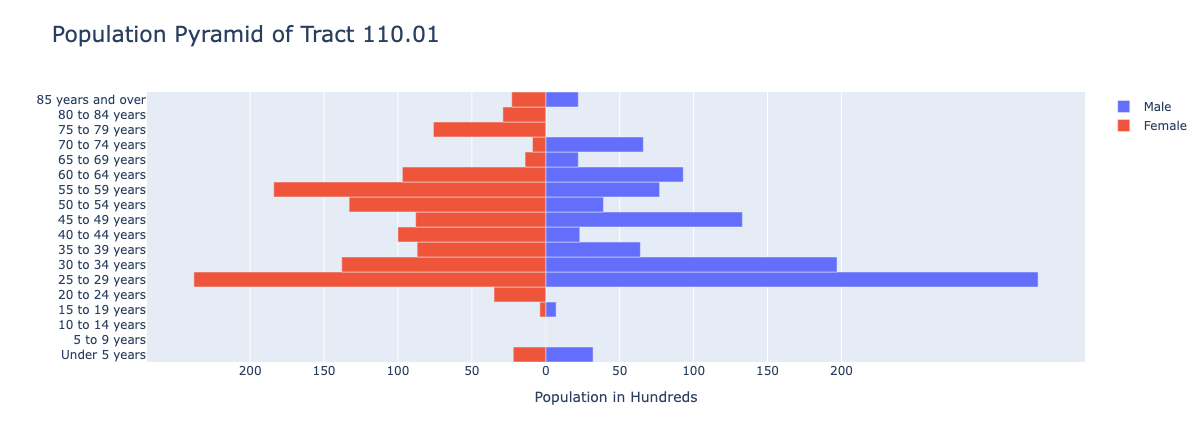 Population Pyramid of Tract 110.01
85 years and over
80 to 84 years
75 to 79 years
70 to 74 years
65 to 69 years
60 to 64 years
55 to 59 years
50 to 54 years
45 to 49 years
40 to 44 years
35 to 39 years
30 to 34 years
25 to 29 years
20 to 24 years
15 to 19 years
10 to 14 years
5 to 9 years
Under 5 years
200 150 100 50 0 50 100 150 200
Population in Hundreds
Male
Female